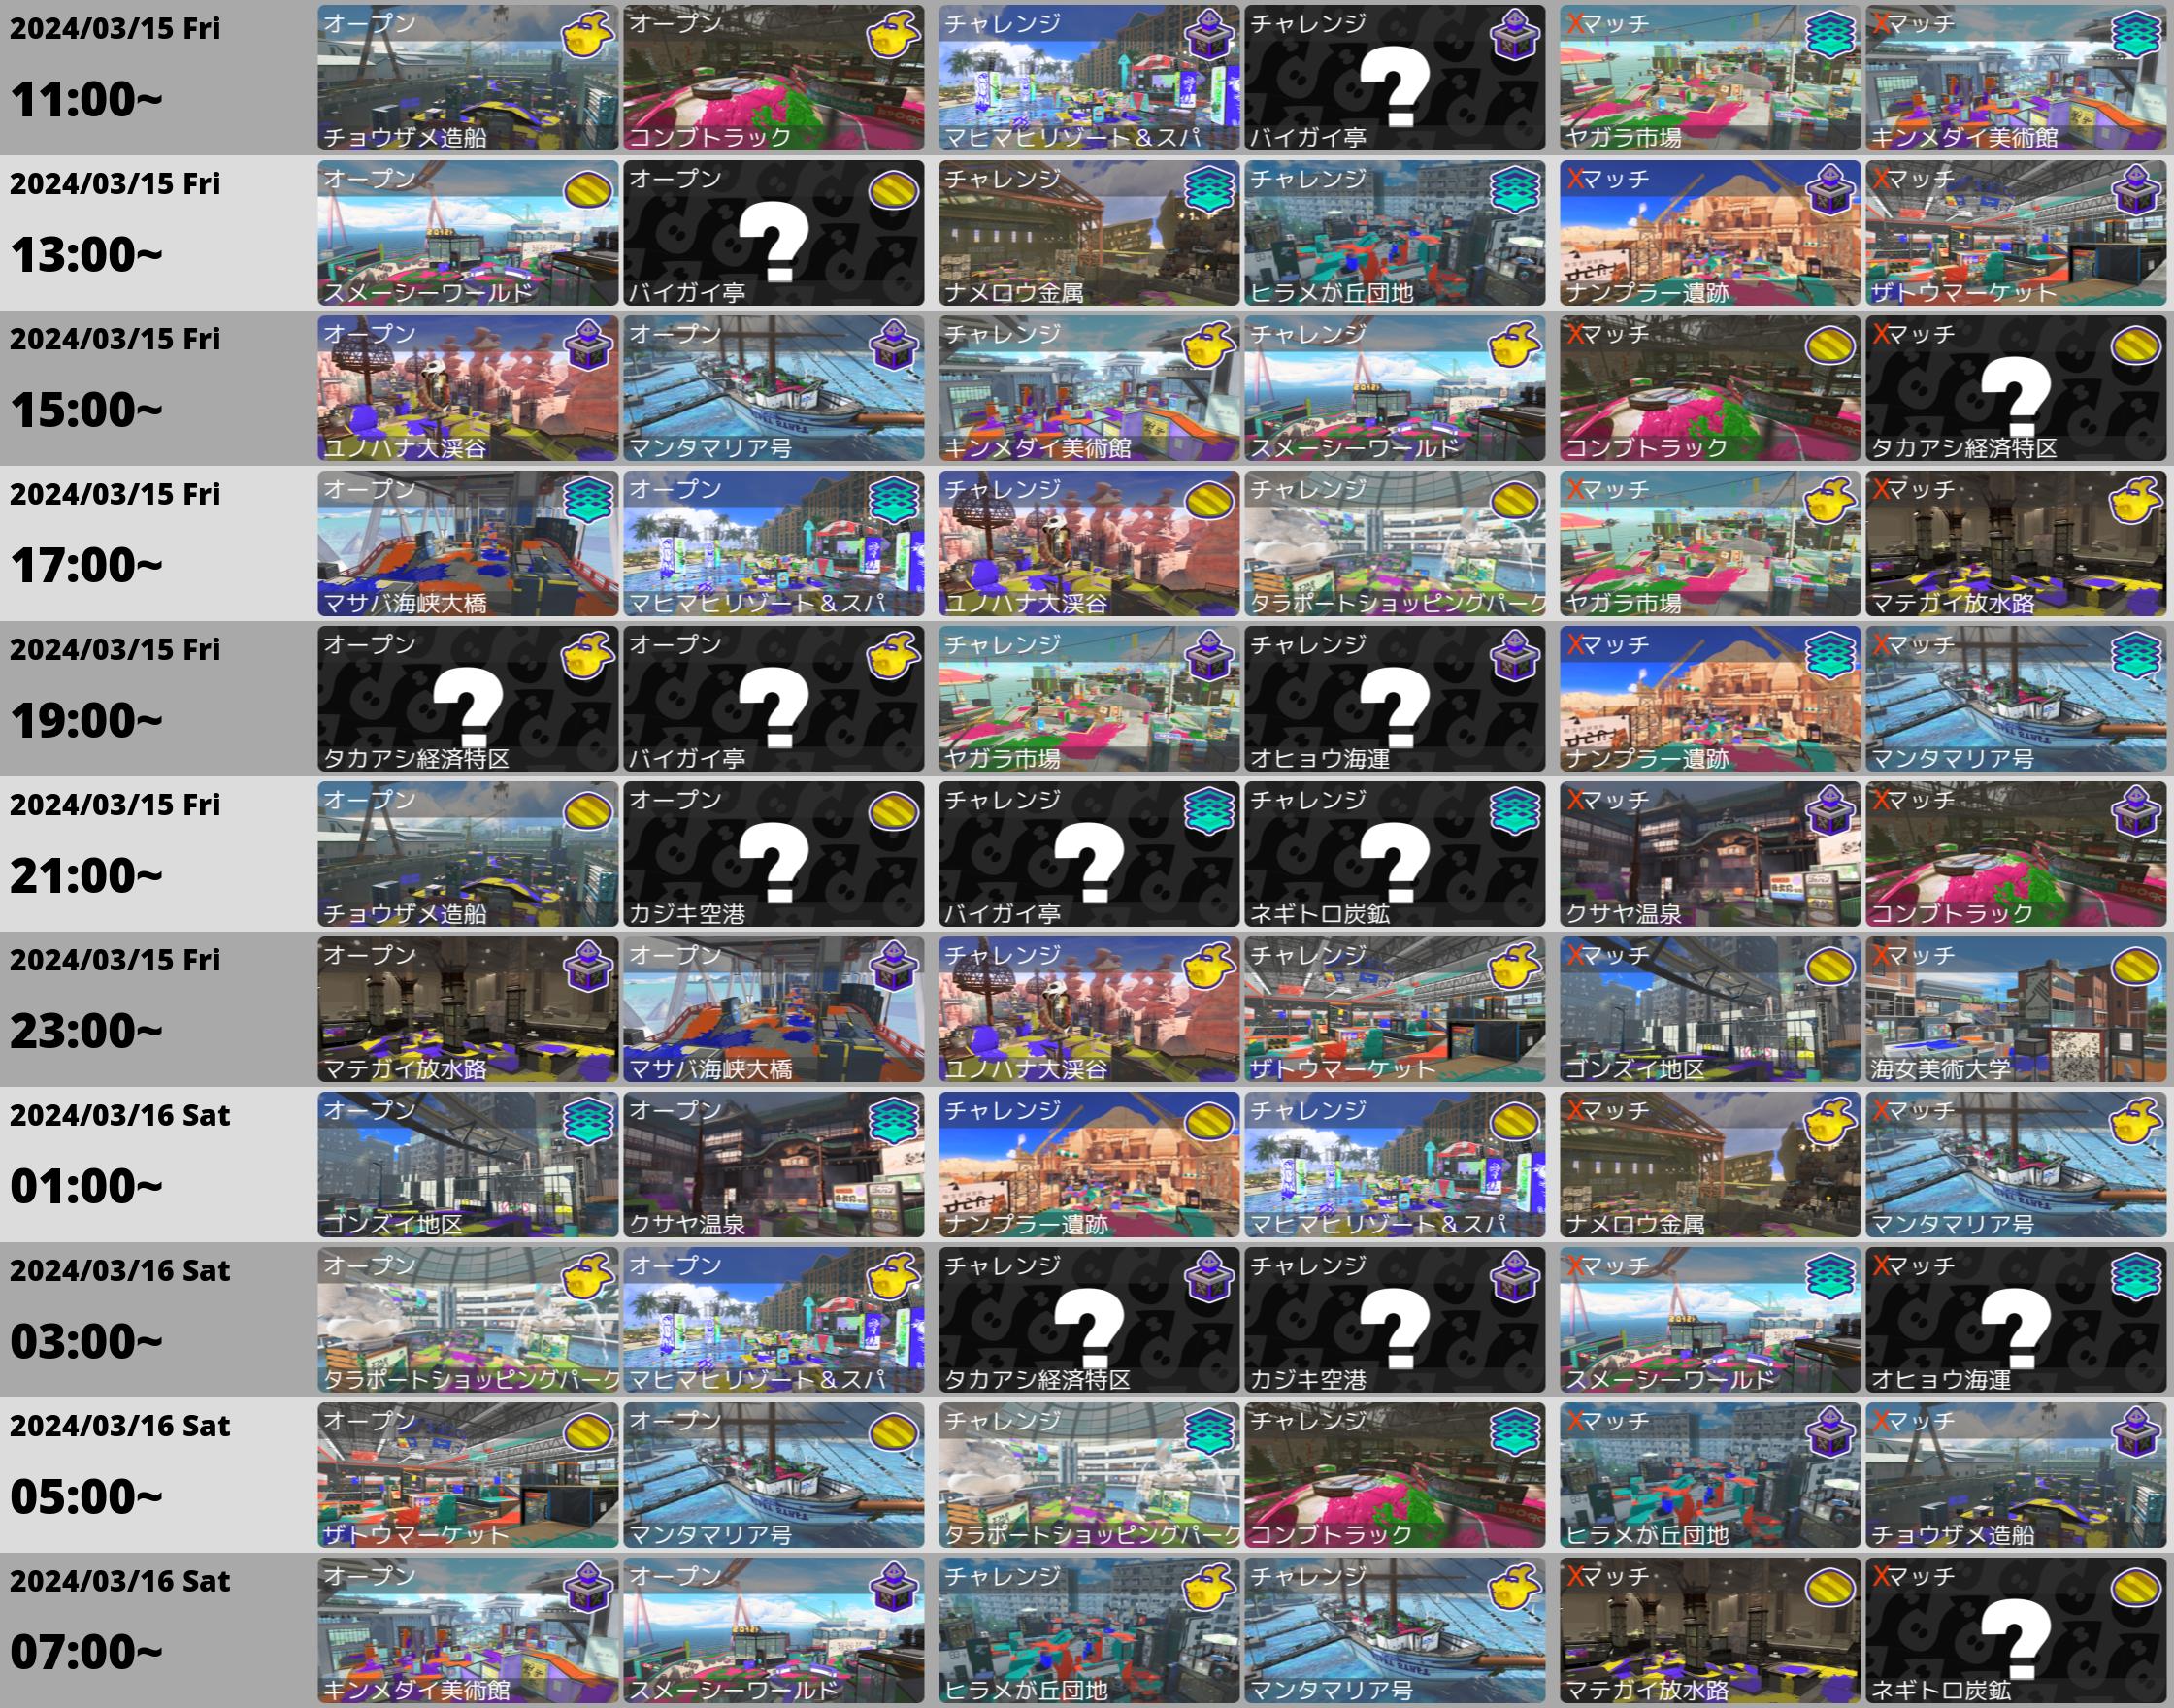 2024/03/15 Fri
11:00~
オープン
チョウザメ造船
オープン
コンブトラック
チャレンジ
マヒマヒリゾート＆スパ
チャレンジ
バイガイ亭
Xマッチ
ヤガラ市場
Xマッチ
キンメダイ美術館
2024/03/15 Fri
13:00~
オープン
スメーシーワールド
オープン
バイガイ亭
チャレンジ
ナメロウ金属
チャレンジ
ヒラメが丘団地
Xマッチ
ナンプラー遺跡
Xマッチ
ザトウマーケット
2024/03/15 Fri
15:00~
オープン
ユノハナ大渓谷
オープン
マンタマリア号
チャレンジ
キンメダイ美術館
チャレンジ
スメーシーワールド
Xマッチ
コンブトラック
Xマッチ
タカアシ経済特区
2024/03/15 Fri
17:00~
オープン
マサバ海峡大橋
オープン
マヒマヒリゾート＆スパ
チャレンジ
ユノハナ大渓谷
チャレンジ
タラポートショッピングパーク
Xマッチ
ヤガラ市場
Xマッチ
マテガイ放水路
2024/03/15 Fri
19:00~
オープン
タカアシ経済特区
オープン
バイガイ亭
チャレンジ
ヤガラ市場
チャレンジ
オヒョウ海運
Xマッチ
ナンプラー遺跡
Xマッチ
マンタマリア号
2024/03/15 Fri
21:00~
オープン
チョウザメ造船
オープン
カジキ空港
チャレンジ
バイガイ亭
チャレンジ
ネギトロ炭鉱
Xマッチ
クサヤ温泉
Xマッチ
コンブトラック
2024/03/15 Fri
23:00~
オープン
マテガイ放水路
オープン
マサバ海峡大橋
チャレンジ
ユノハナ大渓谷
チャレンジ
ザトウマーケット
Xマッチ
ゴンズイ地区
Xマッチ
海女美術大学
2024/03/16 Sat
01:00~
オープン
ゴンズイ地区
オープン
クサヤ温泉
チャレンジ
ナンプラー遺跡
チャレンジ
マヒマヒリゾート＆スパ
Xマッチ
ナメロウ金属
Xマッチ
マンタマリア号
2024/03/16 Sat
03:00~
オープン
タラポートショッピングパーク
オープン
マヒマヒリゾート＆スパ
チャレンジ
タカアシ経済特区
チャレンジ
カジキ空港
Xマッチ
スメーシーワールド
Xマッチ
オヒョウ海運
2024/03/16 Sat
05:00~
オープン
ザトウマーケット
オープン
マンタマリア号
チャレンジ
タラポートショッピングパーク
チャレンジ
コンブトラック
Xマッチ
ヒラメが丘団地
Xマッチ
チョウザメ造船
2024/03/16 Sat
07:00~
オープン
キンメダイ美術館
オープン
スメーシーワールド
チャレンジ
ヒラメが丘団地
チャレンジ
マンタマリア号
Xマッチ
マテガイ放水路
Xマッチ
ネギトロ炭鉱